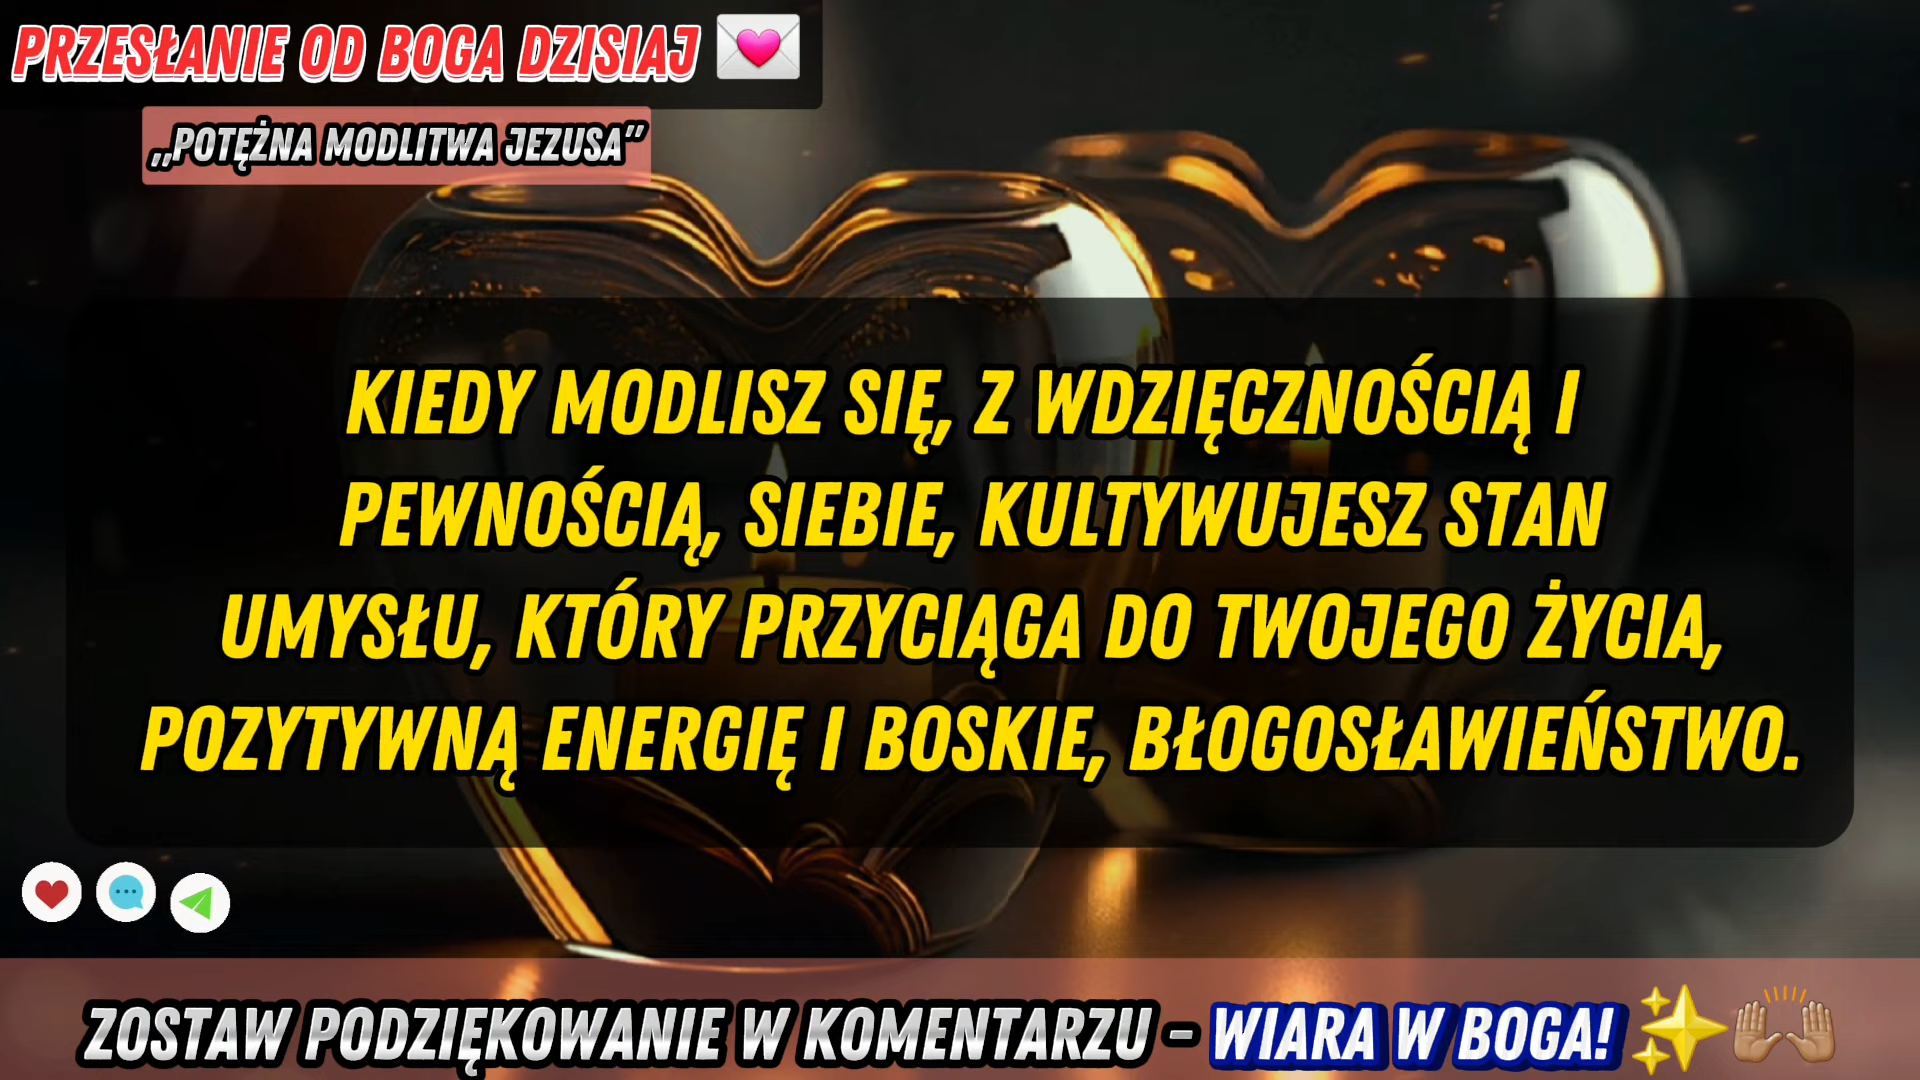 PRZESŁANIE OD BOGA DZISIAJ
,,POTĘŻNA MODLITWA JEZUSA"
KIEDY MODLISZ SIĘ, Z WDZIĘCZNOŚCIĄ I
PEWNOŚCIĄ, SIEBIE, KULTYWUJESZ STAN
UMYSŁU, KTÓRY PRZYCIĄGA DO TWOJEGO ŻYCIA,
POZYTYWNĄ ENERGIĘ I BOSKIE, BŁOGOSŁAWIEŃSTWO.
ZOSTAW PODZIĘKOWANIE W KOMENTARZU - WIARA W BOGA!